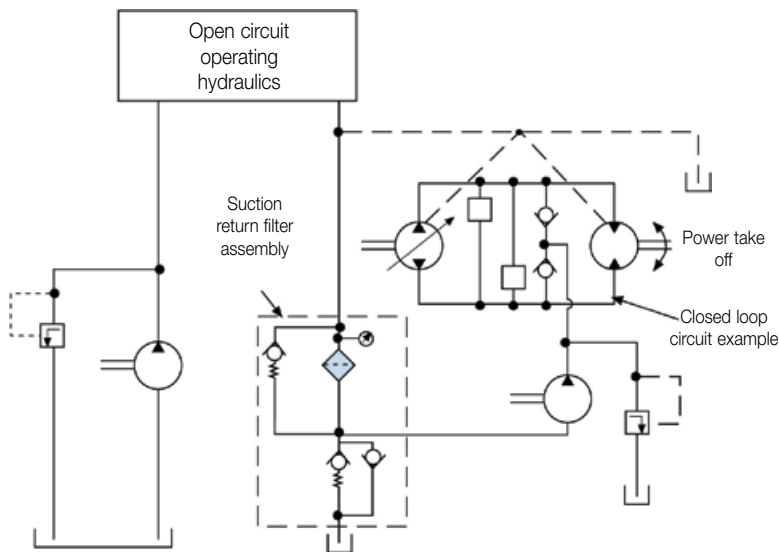 Open circuit
operating
hydraulics
Suction
return filter
assembly
Power take
off
Closed loop
circuit example